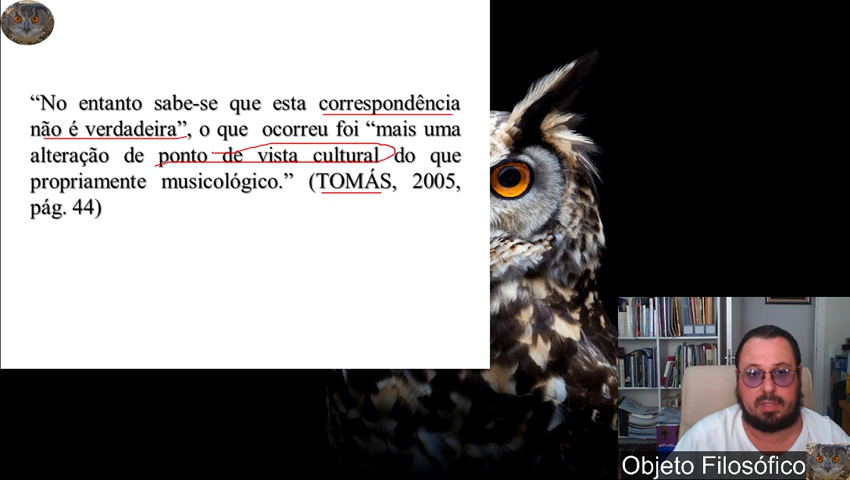 “No entanto sabe-se que esta correspondência
não é verdadeira”, o que ocorreu foi “mais uma
alteração de ponto de vista cultural do que
propriamente musicológico.” (TOMÁS, 2005,
pág. 44)
Objeto Filosófico